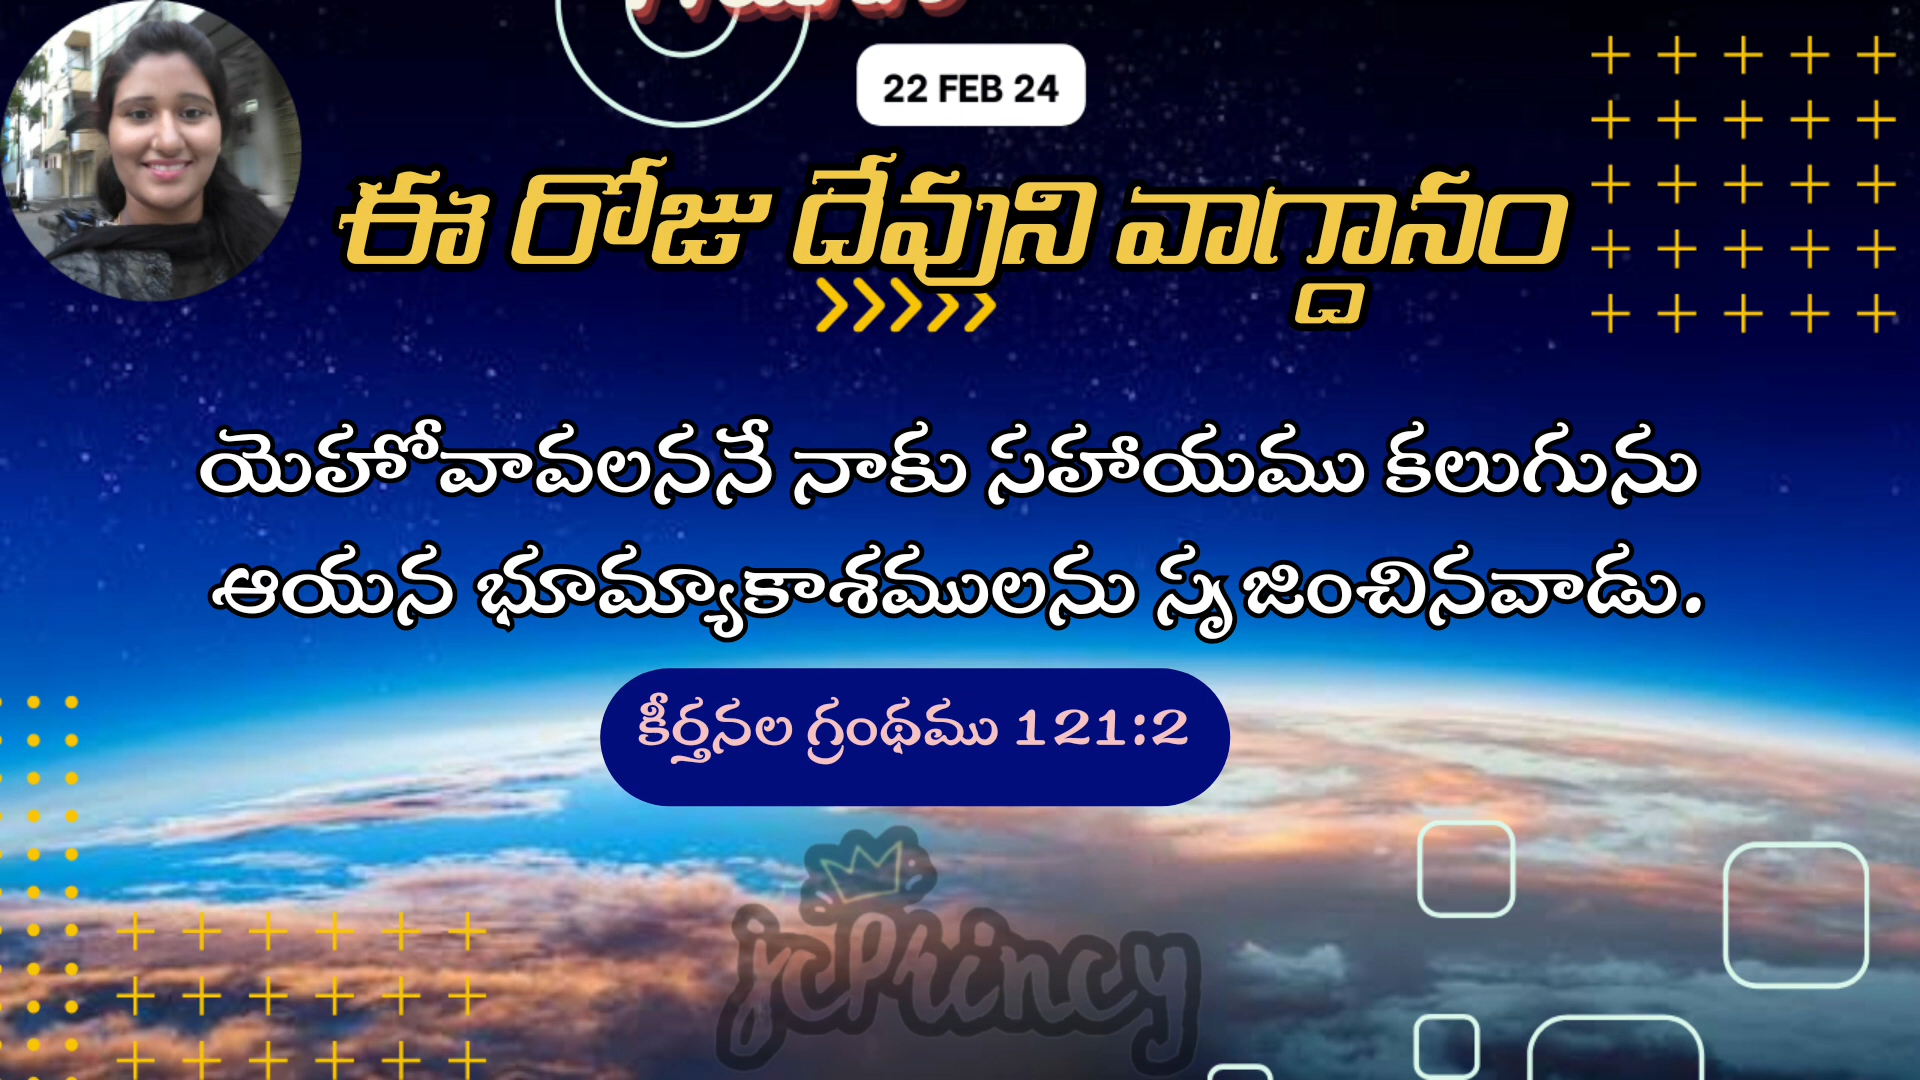 22 FEB 24
ఈ రోజు దేవుని వాగ్దానం
యెహోవావలననే నాకు సహాయము కలుగును
ఆయన భూమ్యాకాశములను సృజించినవాడు.
కీర్తనల గ్రంథము 121:2
jcPrincy